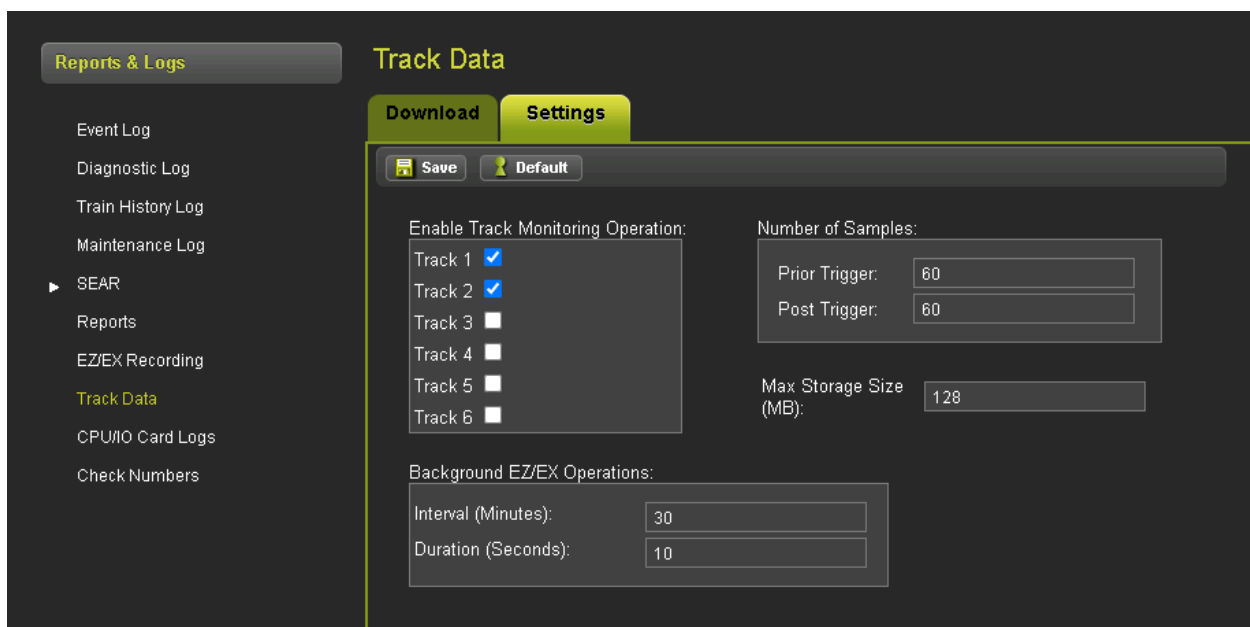 Reports & Logs
Event Log
Diagnostic Log
Train History Log
Maintenance Log
SEAR
Reports
EZ/EX Recording
Track Data
CPU/IO Card Logs
Check Numbers
Track Data
Download
Settings
Save
Default
Enable Track Monitoring Operation:
Track 1
Track 2
Track 3
Track 4
Track 5
Track 6
Number of Samples:
Prior Trigger: 60
Post Trigger: 60
Max Storage Size
(MB): 128
Background EZ/EX Operations:
Interval (Minutes): 30
Duration (Seconds): 10